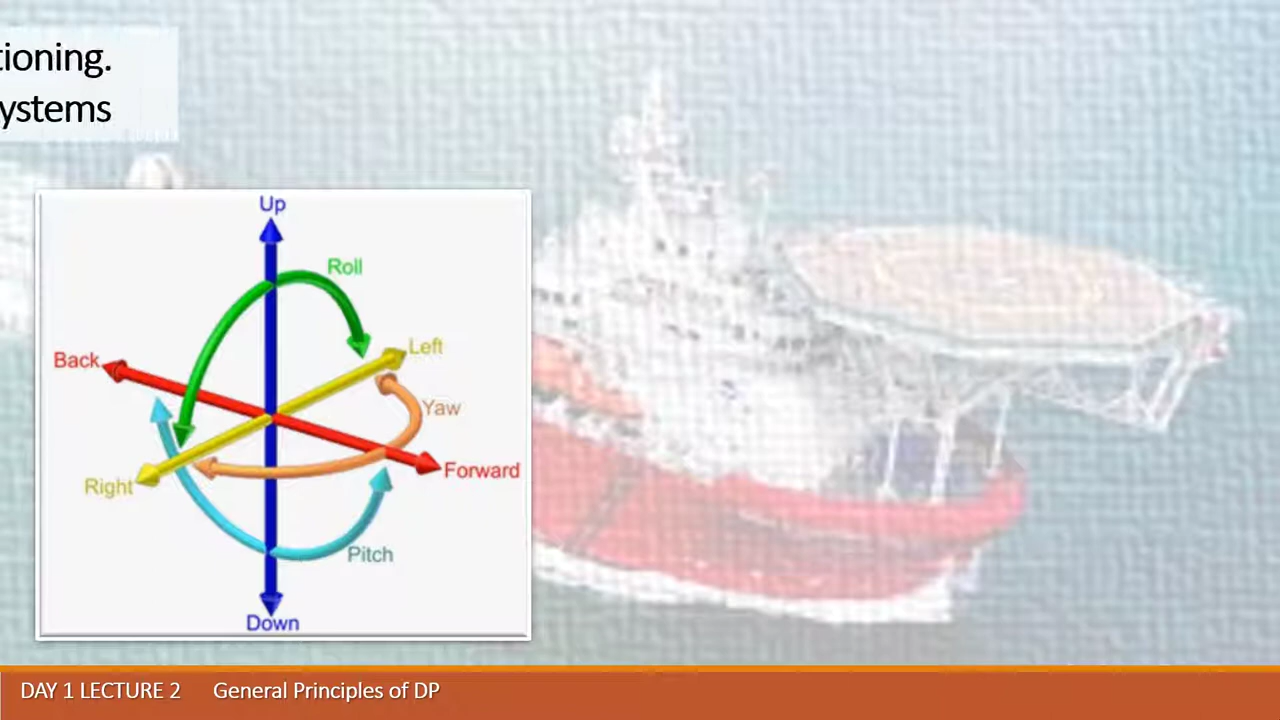 tioning.
ystems
Up
Roll
Left
Back
Yaw
Forward
Right
Pitch
Down
DAY 1 LECTURE 2 General Principles of DP